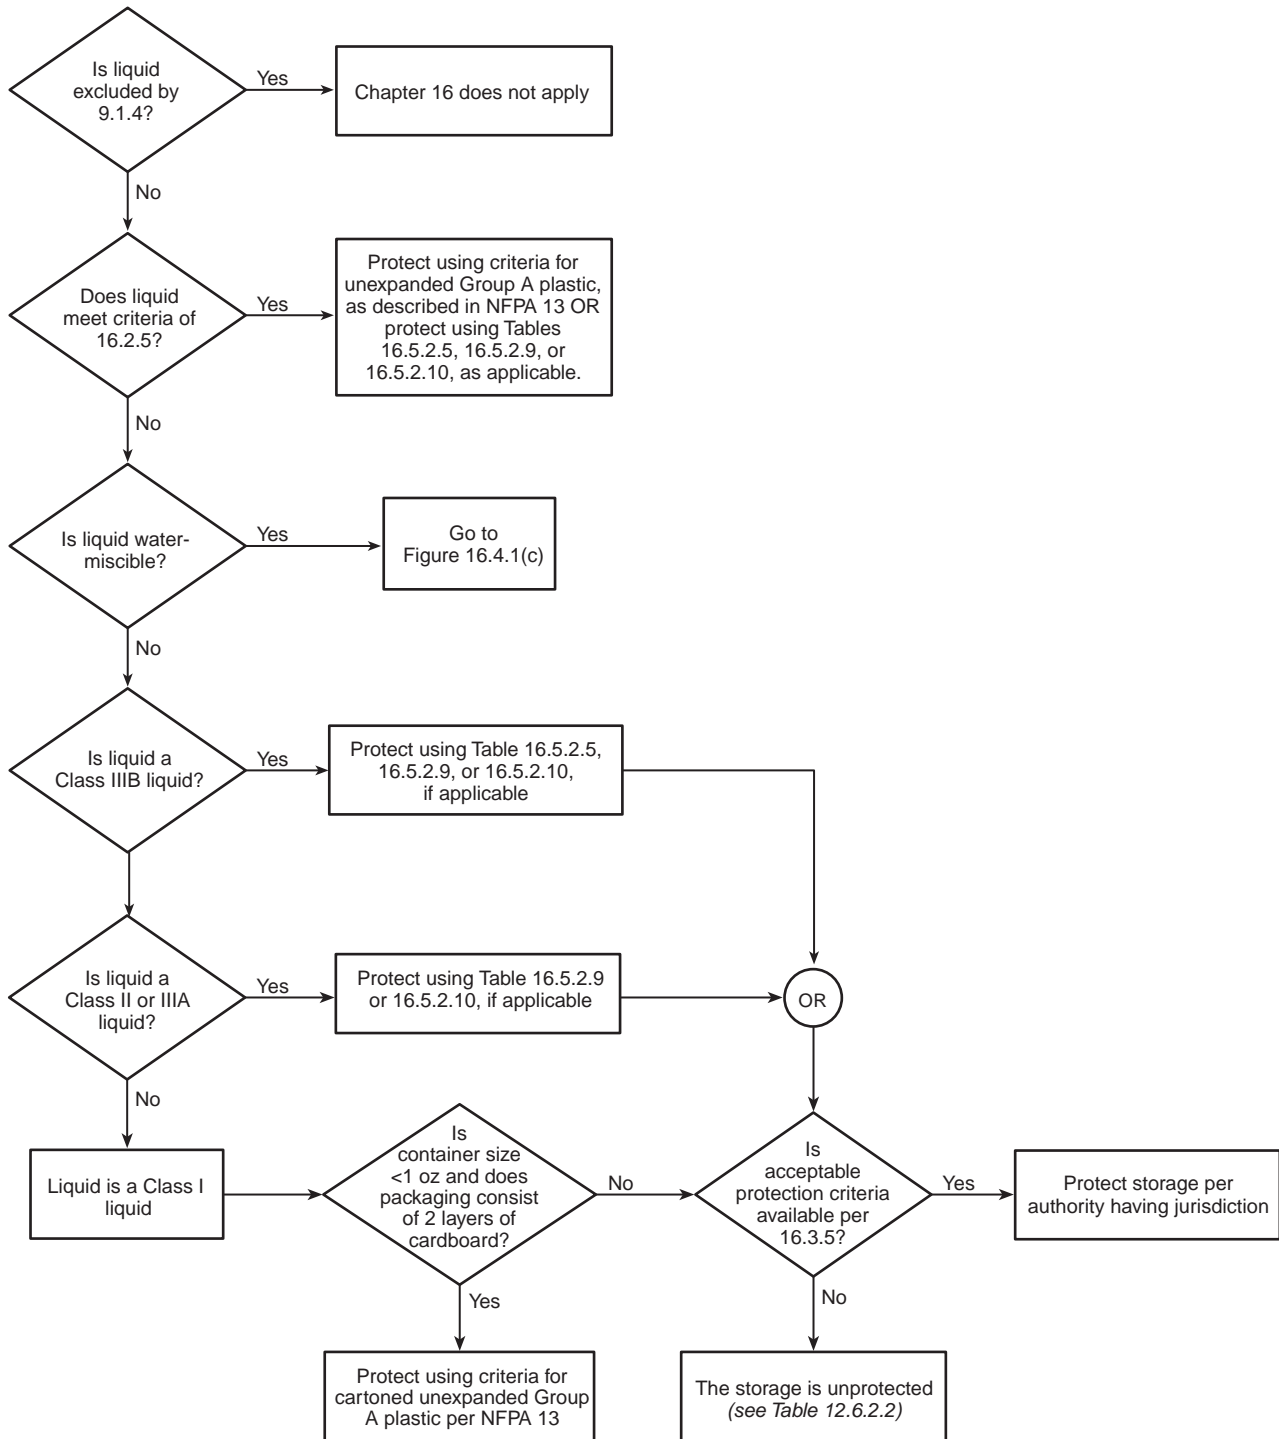 Is liquid
excluded by
9.1.4?
Yes
Chapter 16 does not apply
No
Does liquid
meet criteria of
16.2.5?
Yes
Protect using criteria for
unexpanded Group A plastic,
as described in NFPA 13 OR
protect using Tables
16.5.2.5, 16.5.2.9, or
16.5.2.10, as applicable.
No
Is liquid water-
miscible?
Yes
Go to
Figure 16.4.1(c)
No
Is liquid a
Class IIIB liquid?
Yes
Protect using Table 16.5.2.5,
16.5.2.9, or 16.5.2.10,
if applicable
Is liquid a
Class II or IIIA
liquid?
Yes
Protect using Table 16.5.2.9
or 16.5.2.10, if applicable
OR
No
Liquid is a Class I
liquid
Is
container size
<1 oz and does
packaging consist
of 2 layers of
cardboard?
No
Is
acceptable
protection criteria
available per
16.3.5?
Yes
Protect storage per
authority having jurisdiction
Yes
No
Protect using criteria for
cartoned unexpanded Group
A plastic per NFPA 13
The storage is unprotected
(see Table 12.6.2.2)